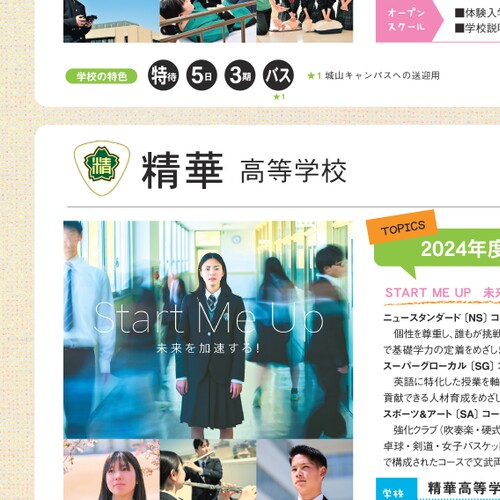 オープン
スクール
■体験入学
■学校説明
学校の特色
特待
5日
3期
バス
★1 城山キャンパスへの送迎用
★1
精
精華 高等学校
TOPICS
2024年度
Start Me Up
未来を加速する!
START ME UP 未来
ニュースタンダード〔NS〕コ
個性を尊重し、誰もが挑戦
で基礎学力の定着をめざし
スーパーグローカル〔SG〕コ
英語に特化した授業を軸
貢献できる人材育成をめざし
スポーツ&アート〔SA〕コー
強化クラブ(吹奏楽・硬式
卓球・剣道・女子バスケット
で構成されたコースで文武両
学校
精華高等学